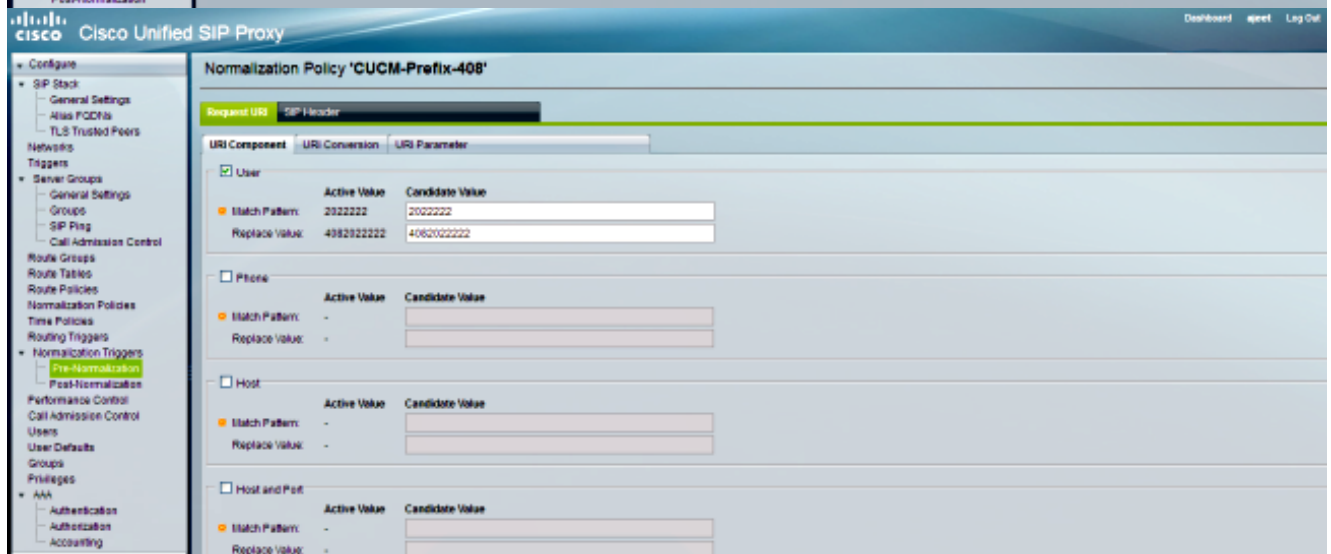 Post-Normalization
Dashboard ajeet Log Out
cisco Cisco Unified SIP Proxy
Configure
SIP Stack
General Settings
Alias FQDNs
TLS Trusted Peers
Networks
Triggers
Server Groups
General Settings
Groups
SIP Ping
Call Admission Control
Route Groups
Route Tables
Route Policies
Normalization Policies
Time Policies
Routing Triggers
Normalization Triggers
Pre-Normalization
Post-Normalization
Performance Control
Call Admission Control
Users
User Defaults
Groups
Privileges
AAA
Authentication
Authorization
Accounting
Normalization Policy 'CUCM-Prefix-408'
Request URI SIP Header
URI Component URI Conversion URI Parameter
User
Active Value Candidate Value
Match Pattern: 2022222 2022222
Replace Value: 4082022222 4082022222
Phone
Active Value Candidate Value
Match Pattern: -
Replace Value: -
Host
Active Value Candidate Value
Match Pattern: -
Replace Value: -
Host and Port
Active Value Candidate Value
Match Pattern: -
Replace Value: -